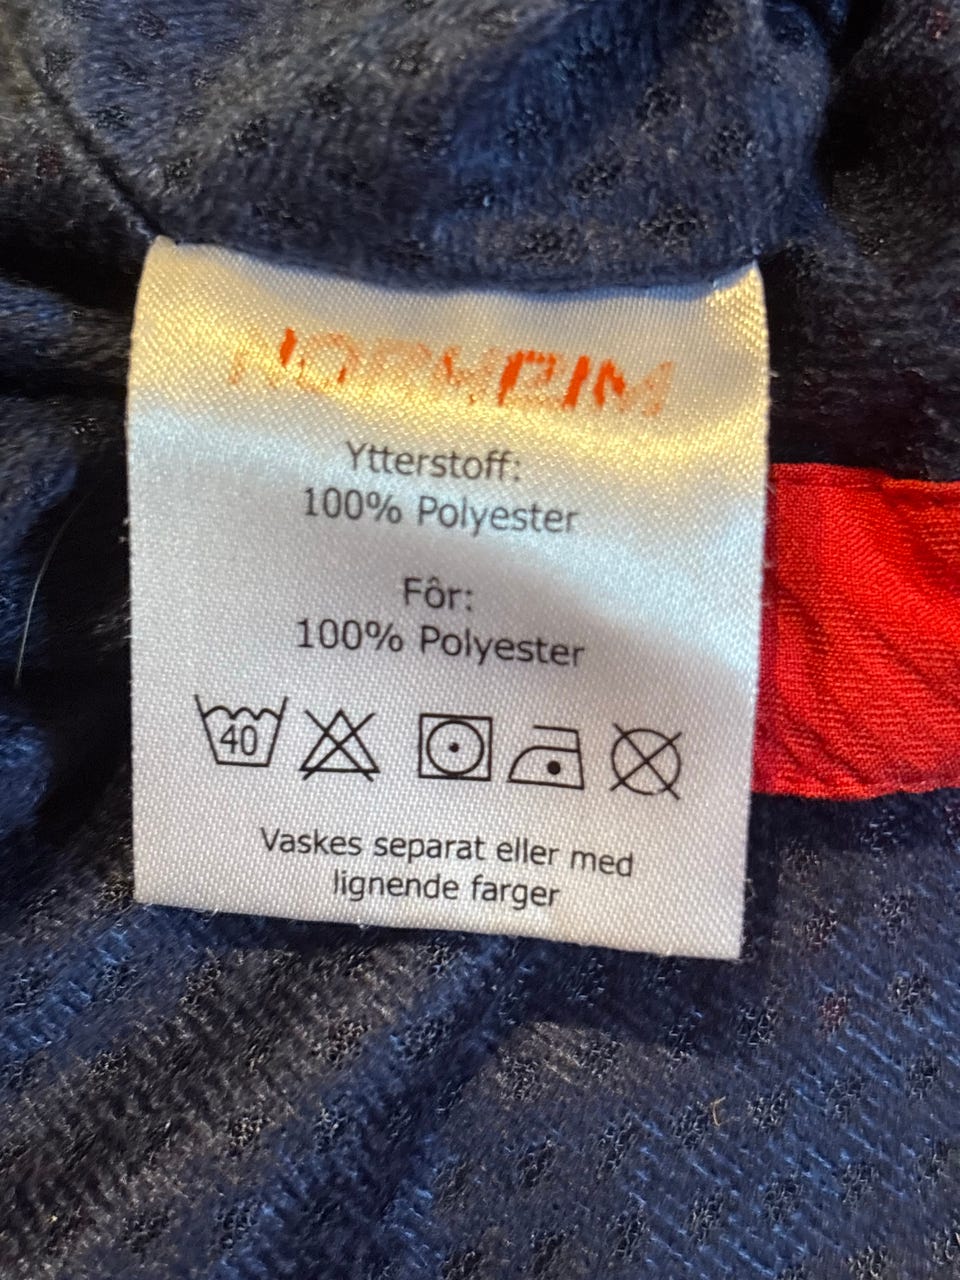 Ytterstoff:
100% Polyester
Fôr:
100% Polyester
40
Vaskes separat eller med
lignende farger